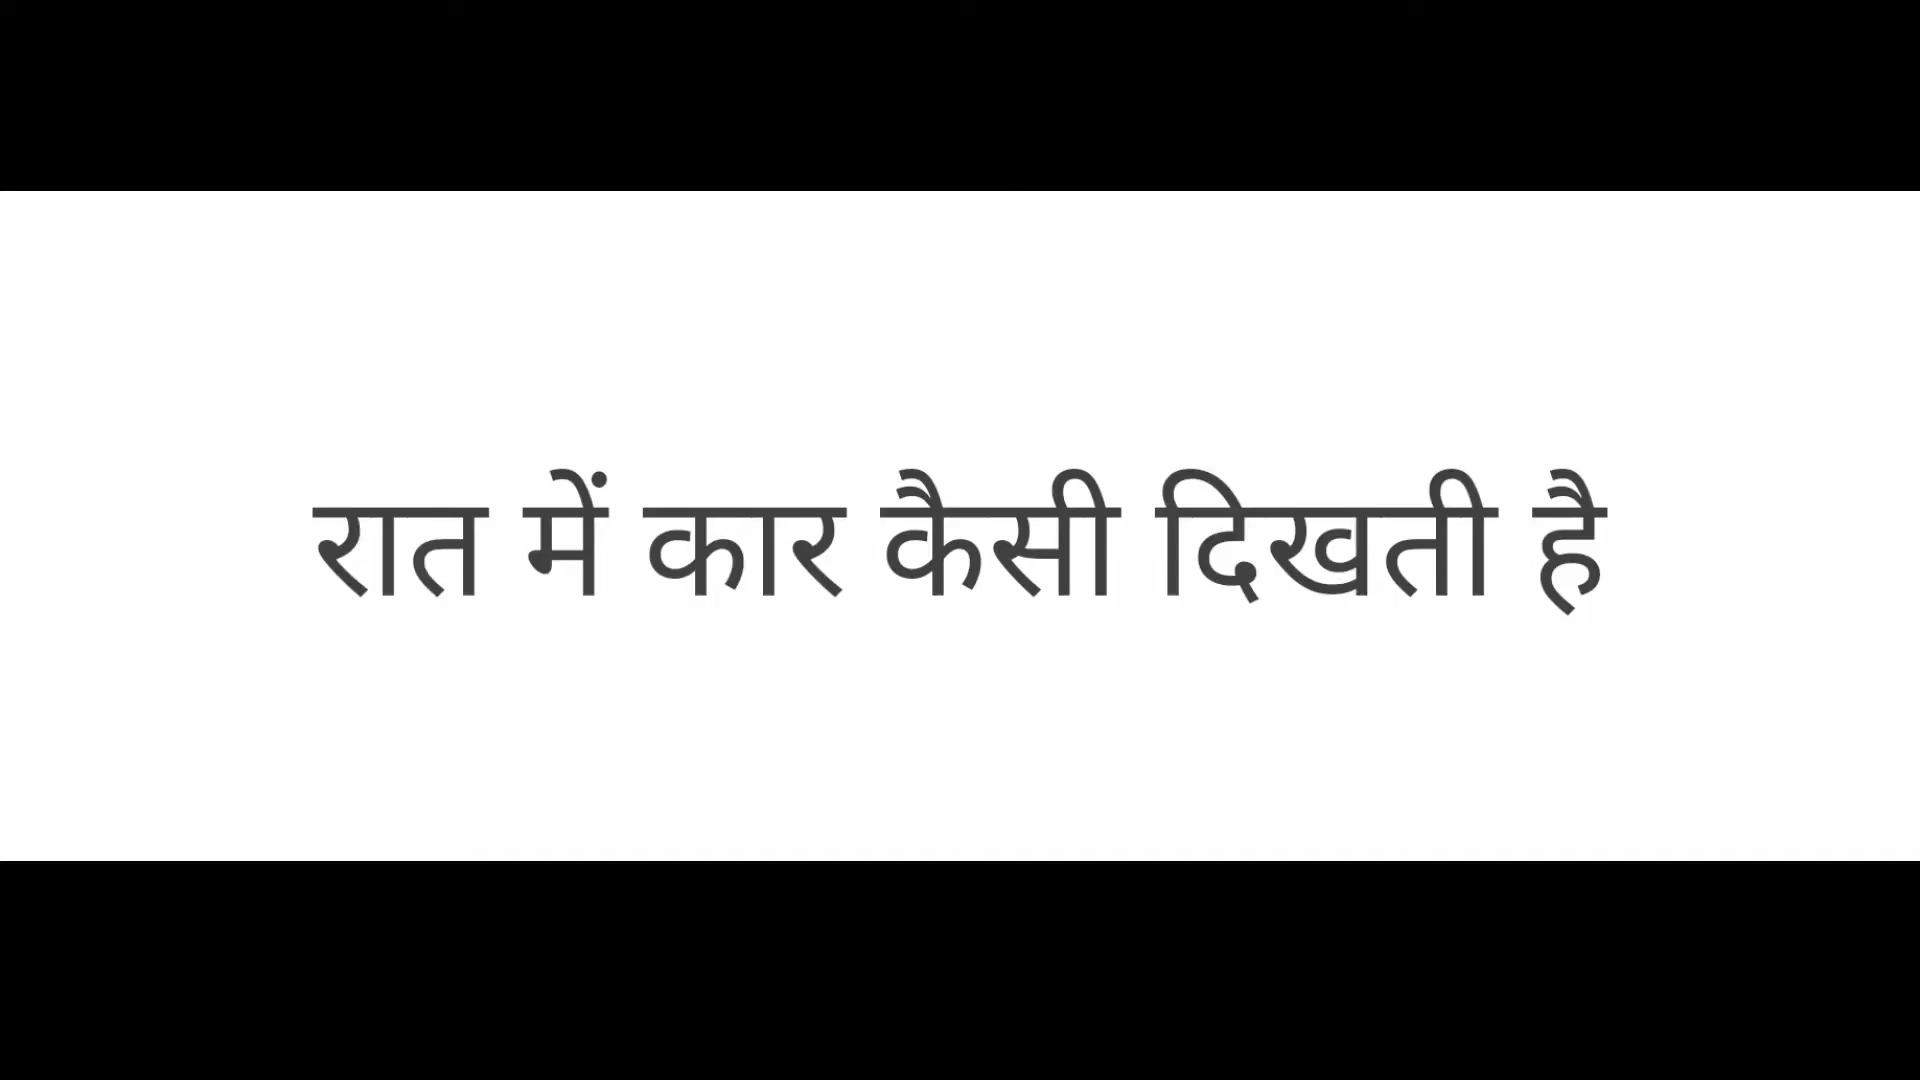 रात में कार कैसी दिखती है